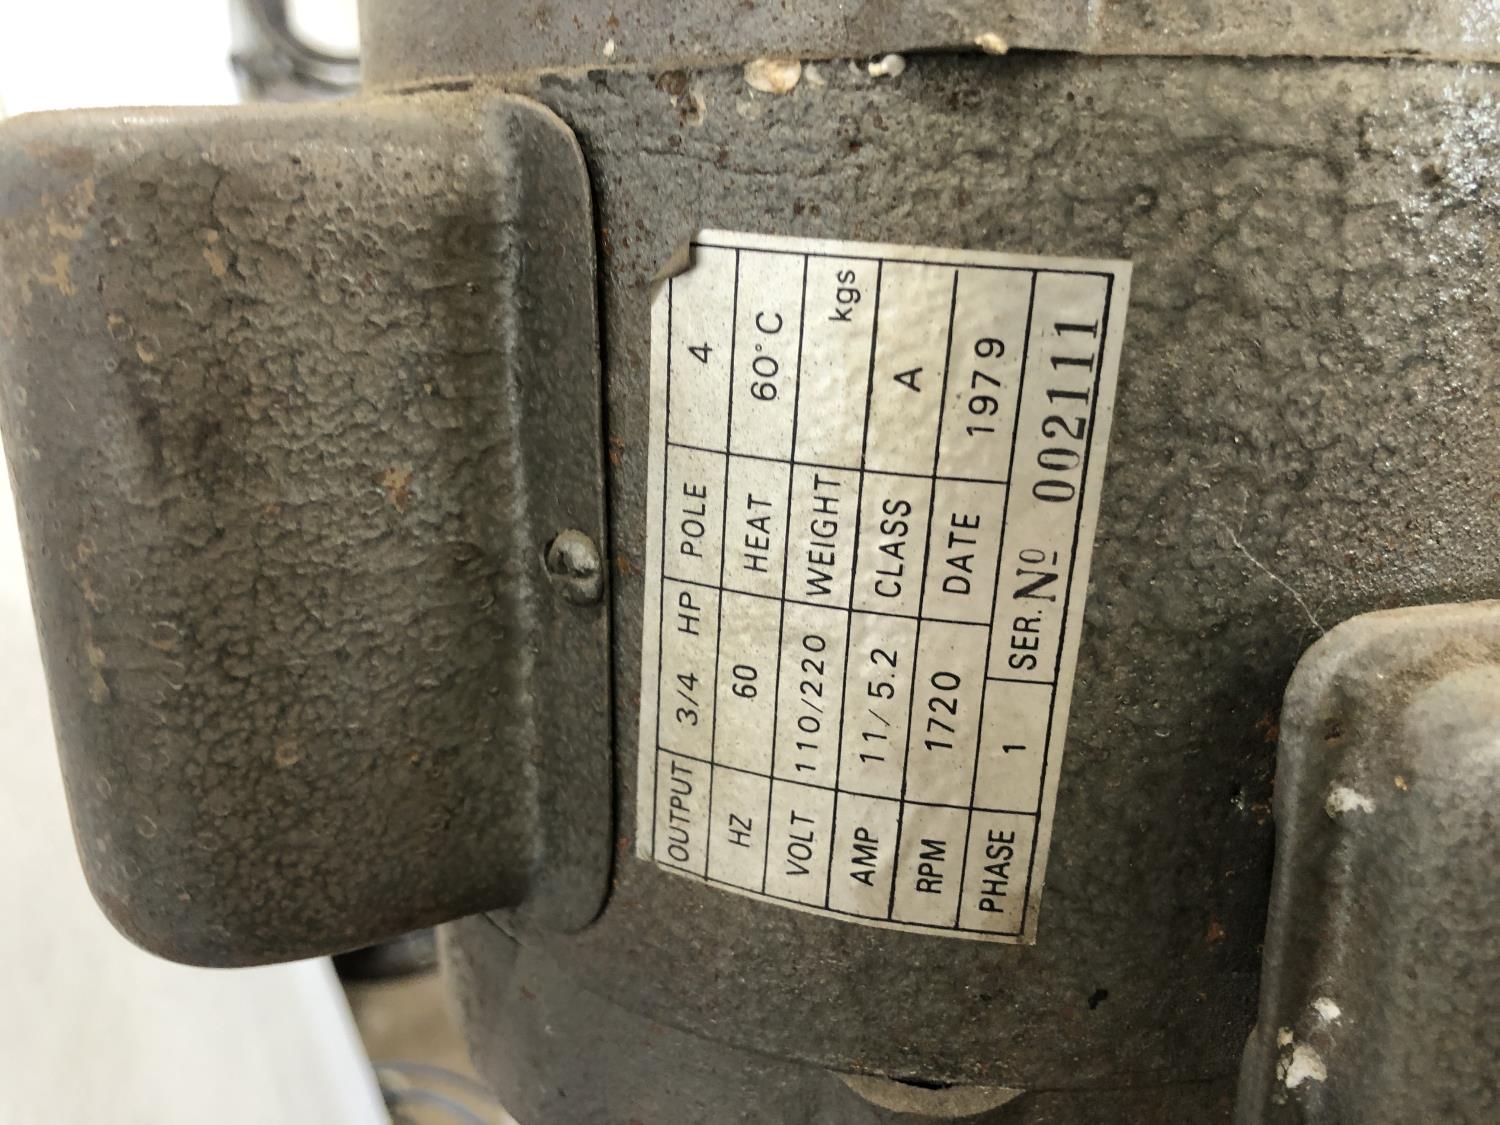 OUTPUT 3/4 HP POLE 4
HZ 60 HEAT 60°C
VOLT 110/220 WEIGHT kgs
AMP 11/5.2 CLASS A
RPM 1720 DATE 1979
PHASE 1 SER. Nº 002111